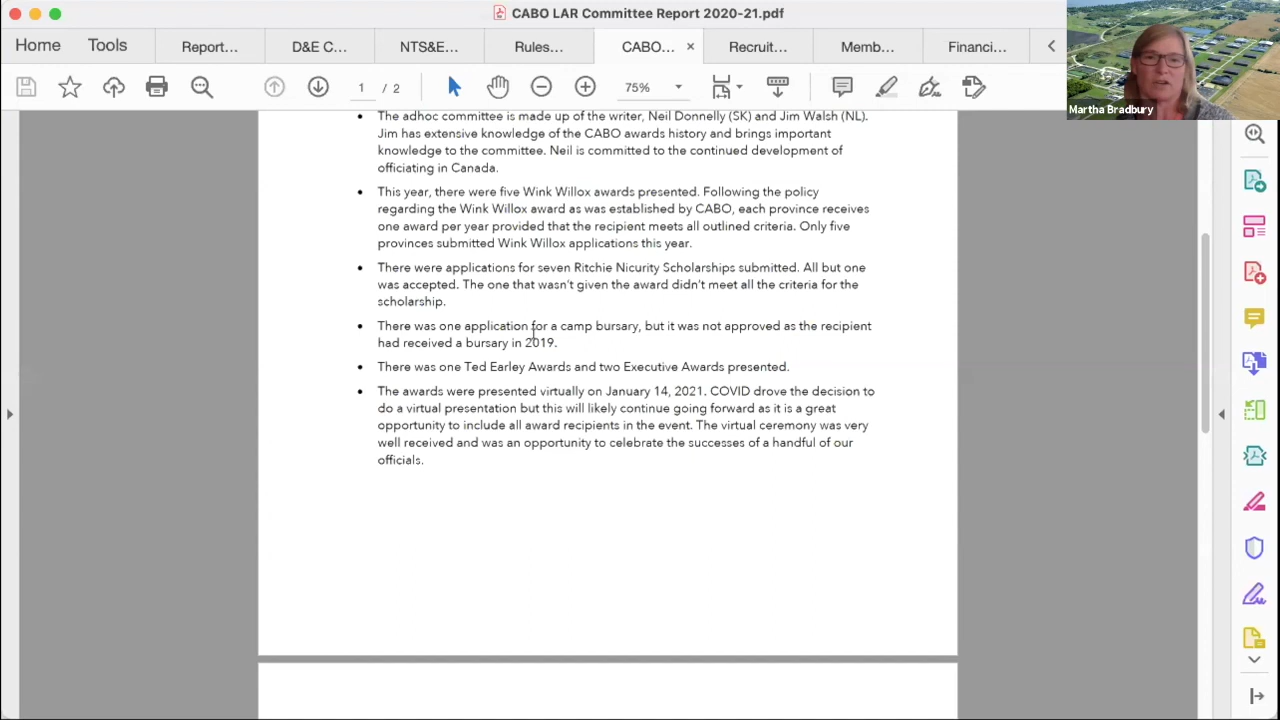 CABO LAR Committee Report 2020-21.pdf
Home
Tools
Report...
D&E C...
NTS&E...
Rules...
CABO... ×
Recruit...
Memb...
Financi...
1 / 2
75%
Martha Bradbury
• The adhoc committee is made up of the writer, Neil Donnelly (SK) and Jim Walsh (NL).
Jim has extensive knowledge of the CABO awards history and brings important
knowledge to the committee. Neil is committed to the continued development of
officiating in Canada.
• This year, there were five Wink Willox awards presented. Following the policy
regarding the Wink Willox award as was established by CABO, each province receives
one award per year provided that the recipient meets all outlined criteria. Only five
provinces submitted Wink Willox applications this year.
• There were applications for seven Ritchie Nicurity Scholarships submitted. All but one
was accepted. The one that wasn't given the award didn't meet all the criteria for the
scholarship.
• There was one application for a camp bursary, but it was not approved as the recipient
had received a bursary in 2019.
• There was one Ted Earley Awards and two Executive Awards presented.
• The awards were presented virtually on January 14, 2021. COVID drove the decision to
do a virtual presentation but this will likely continue going forward as it is a great
opportunity to include all award recipients in the event. The virtual ceremony was very
well received and was an opportunity to celebrate the successes of a handful of our
officials.